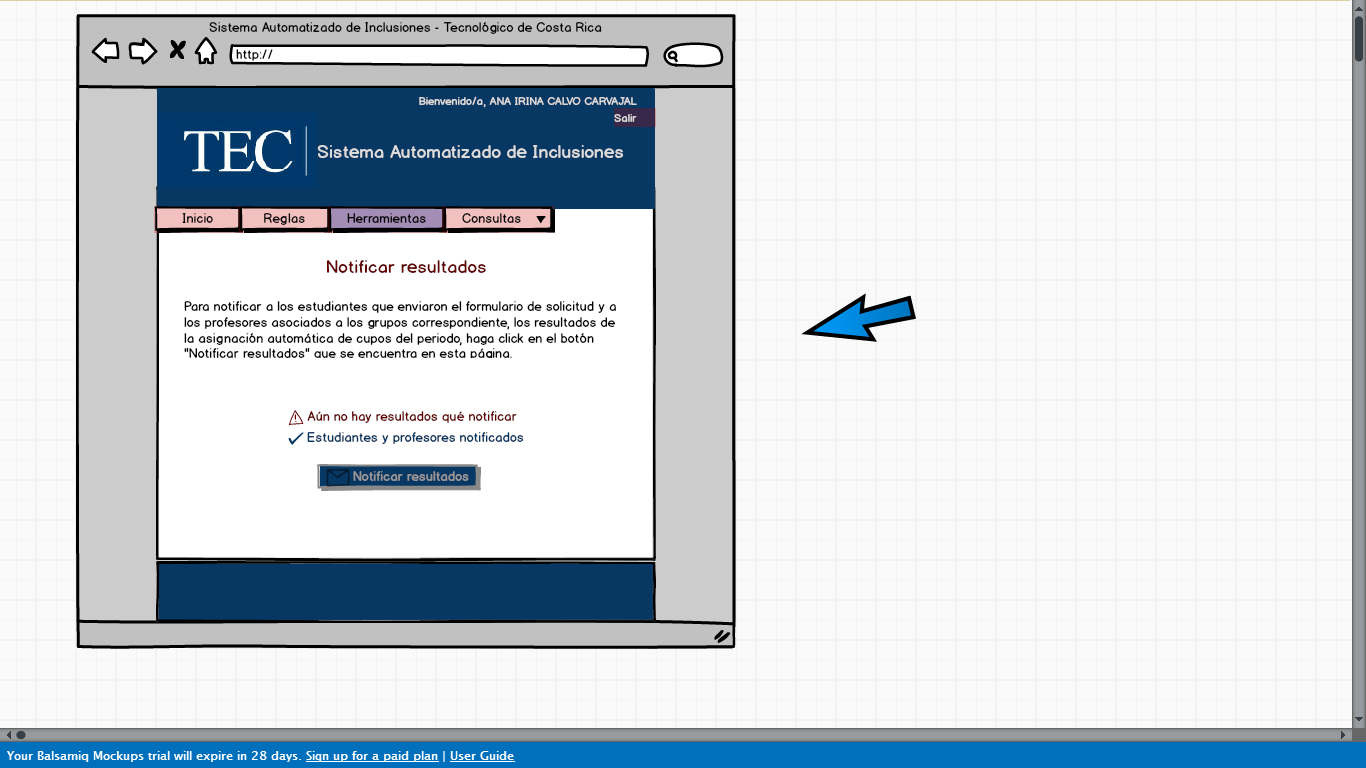 Sistema Automatizado de Inclusiones - Tecnológico de Costa Rica
http://
Bienvenido/a, ANA IRINA CALVO CARVAJAL
Salir
TEC
Sistema Automatizado de Inclusiones
Inicio Reglas Herramientas Consultas
Notificar resultados
Para notificar a los estudiantes que enviaron el formulario de solicitud y a
los profesores asociados a los grupos correspondiente, los resultados de
la asignación automática de cupos del periodo, haga click en el botón
"Notificar resultados" que se encuentra en esta página.
Aún no hay resultados qué notificar
Estudiantes y profesores notificados
Notificar resultados
Your Balsamiq Mockups trial will expire in 28 days. Sign up for a paid plan | User Guide